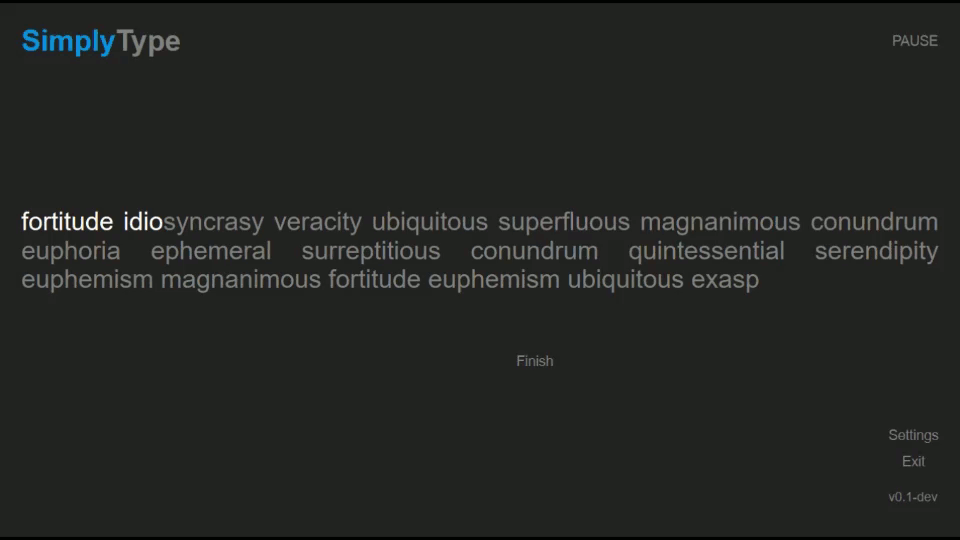 SimplyType
PAUSE
fortitude idiosyncrasy veracity ubiquitous superfluous magnanimous conundrum
euphoria ephemeral surreptitious conundrum quintessential serendipity
euphemism magnanimous fortitude euphemism ubiquitous exasp
Finish
Settings
Exit
v0.1-dev